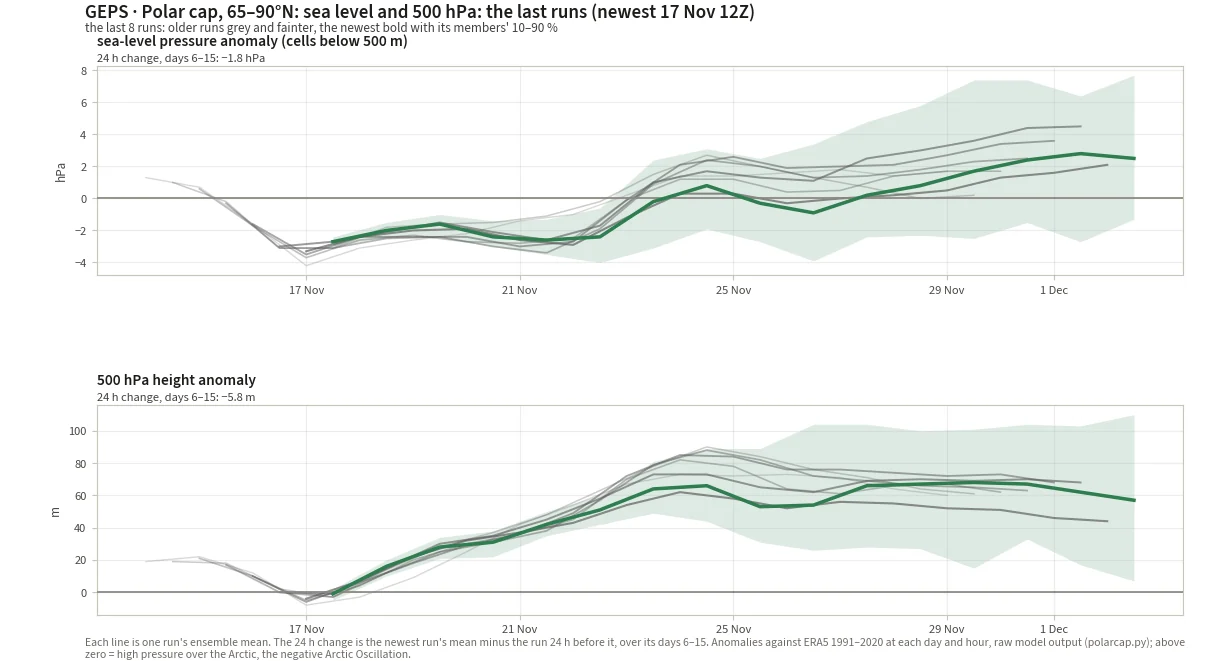 GEPS · Polar cap, 65–90°N: sea level and 500 hPa: the last runs (newest 17 Nov 12Z)
the last 8 runs: older runs grey and fainter, the newest bold with its members' 10–90 %
sea-level pressure anomaly (cells below 500 m)
24 h change, days 6–15: −1.8 hPa
8
6
4
2
0
−2
−4
hPa
17 Nov
21 Nov
25 Nov
29 Nov
1 Dec
500 hPa height anomaly
24 h change, days 6–15: −5.8 m
100
80
60
40
20
0
m
17 Nov
21 Nov
25 Nov
29 Nov
1 Dec
Each line is one run's ensemble mean. The 24 h change is the newest run's mean minus the run 24 h before it, over its days 6–15. Anomalies against ERA5 1991–2020 at each day and hour, raw model output (polarcap.py); above
zero = high pressure over the Arctic, the negative Arctic Oscillation.